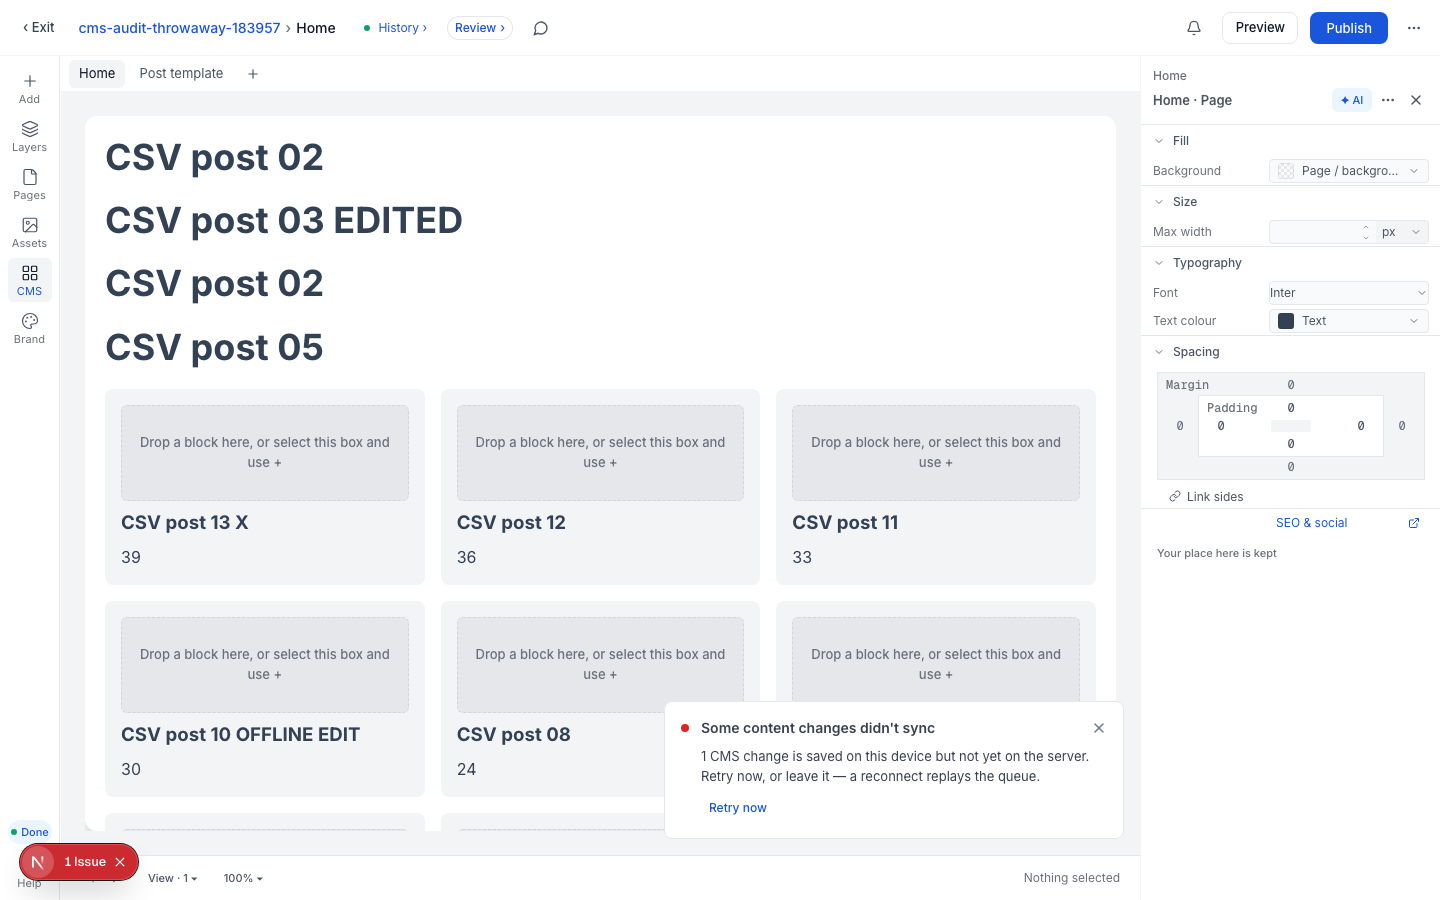 ‹ Exit
cms-audit-throwaway-183957 › Home
History ›
Review ›
Preview
Publish
Add
Layers
Pages
Assets
CMS
Brand
Done
1 Issue
Help
Home
Post template
CSV post 02
CSV post 03 EDITED
CSV post 02
CSV post 05
Drop a block here, or select this box and
use +
CSV post 13 X
39
Drop a block here, or select this box and
use +
CSV post 12
36
Drop a block here, or select this box and
use +
CSV post 11
33
Drop a block here, or select this box and
use +
CSV post 10 OFFLINE EDIT
30
Drop a block here, or select this box and
use +
CSV post 08
24
Drop a block here, or select this box and
use +
Some content changes didn't sync
1 CMS change is saved on this device but not yet on the server.
Retry now, or leave it — a reconnect replays the queue.
Retry now
View · 1
100%
Nothing selected
Home
Home · Page
AI
Fill
Background
Page / backgro...
Size
Max width
px
Typography
Font
Inter
Text colour
Text
Spacing
Margin
0
Padding
0
0
0
0
0
0
0
Link sides
SEO & social
Your place here is kept